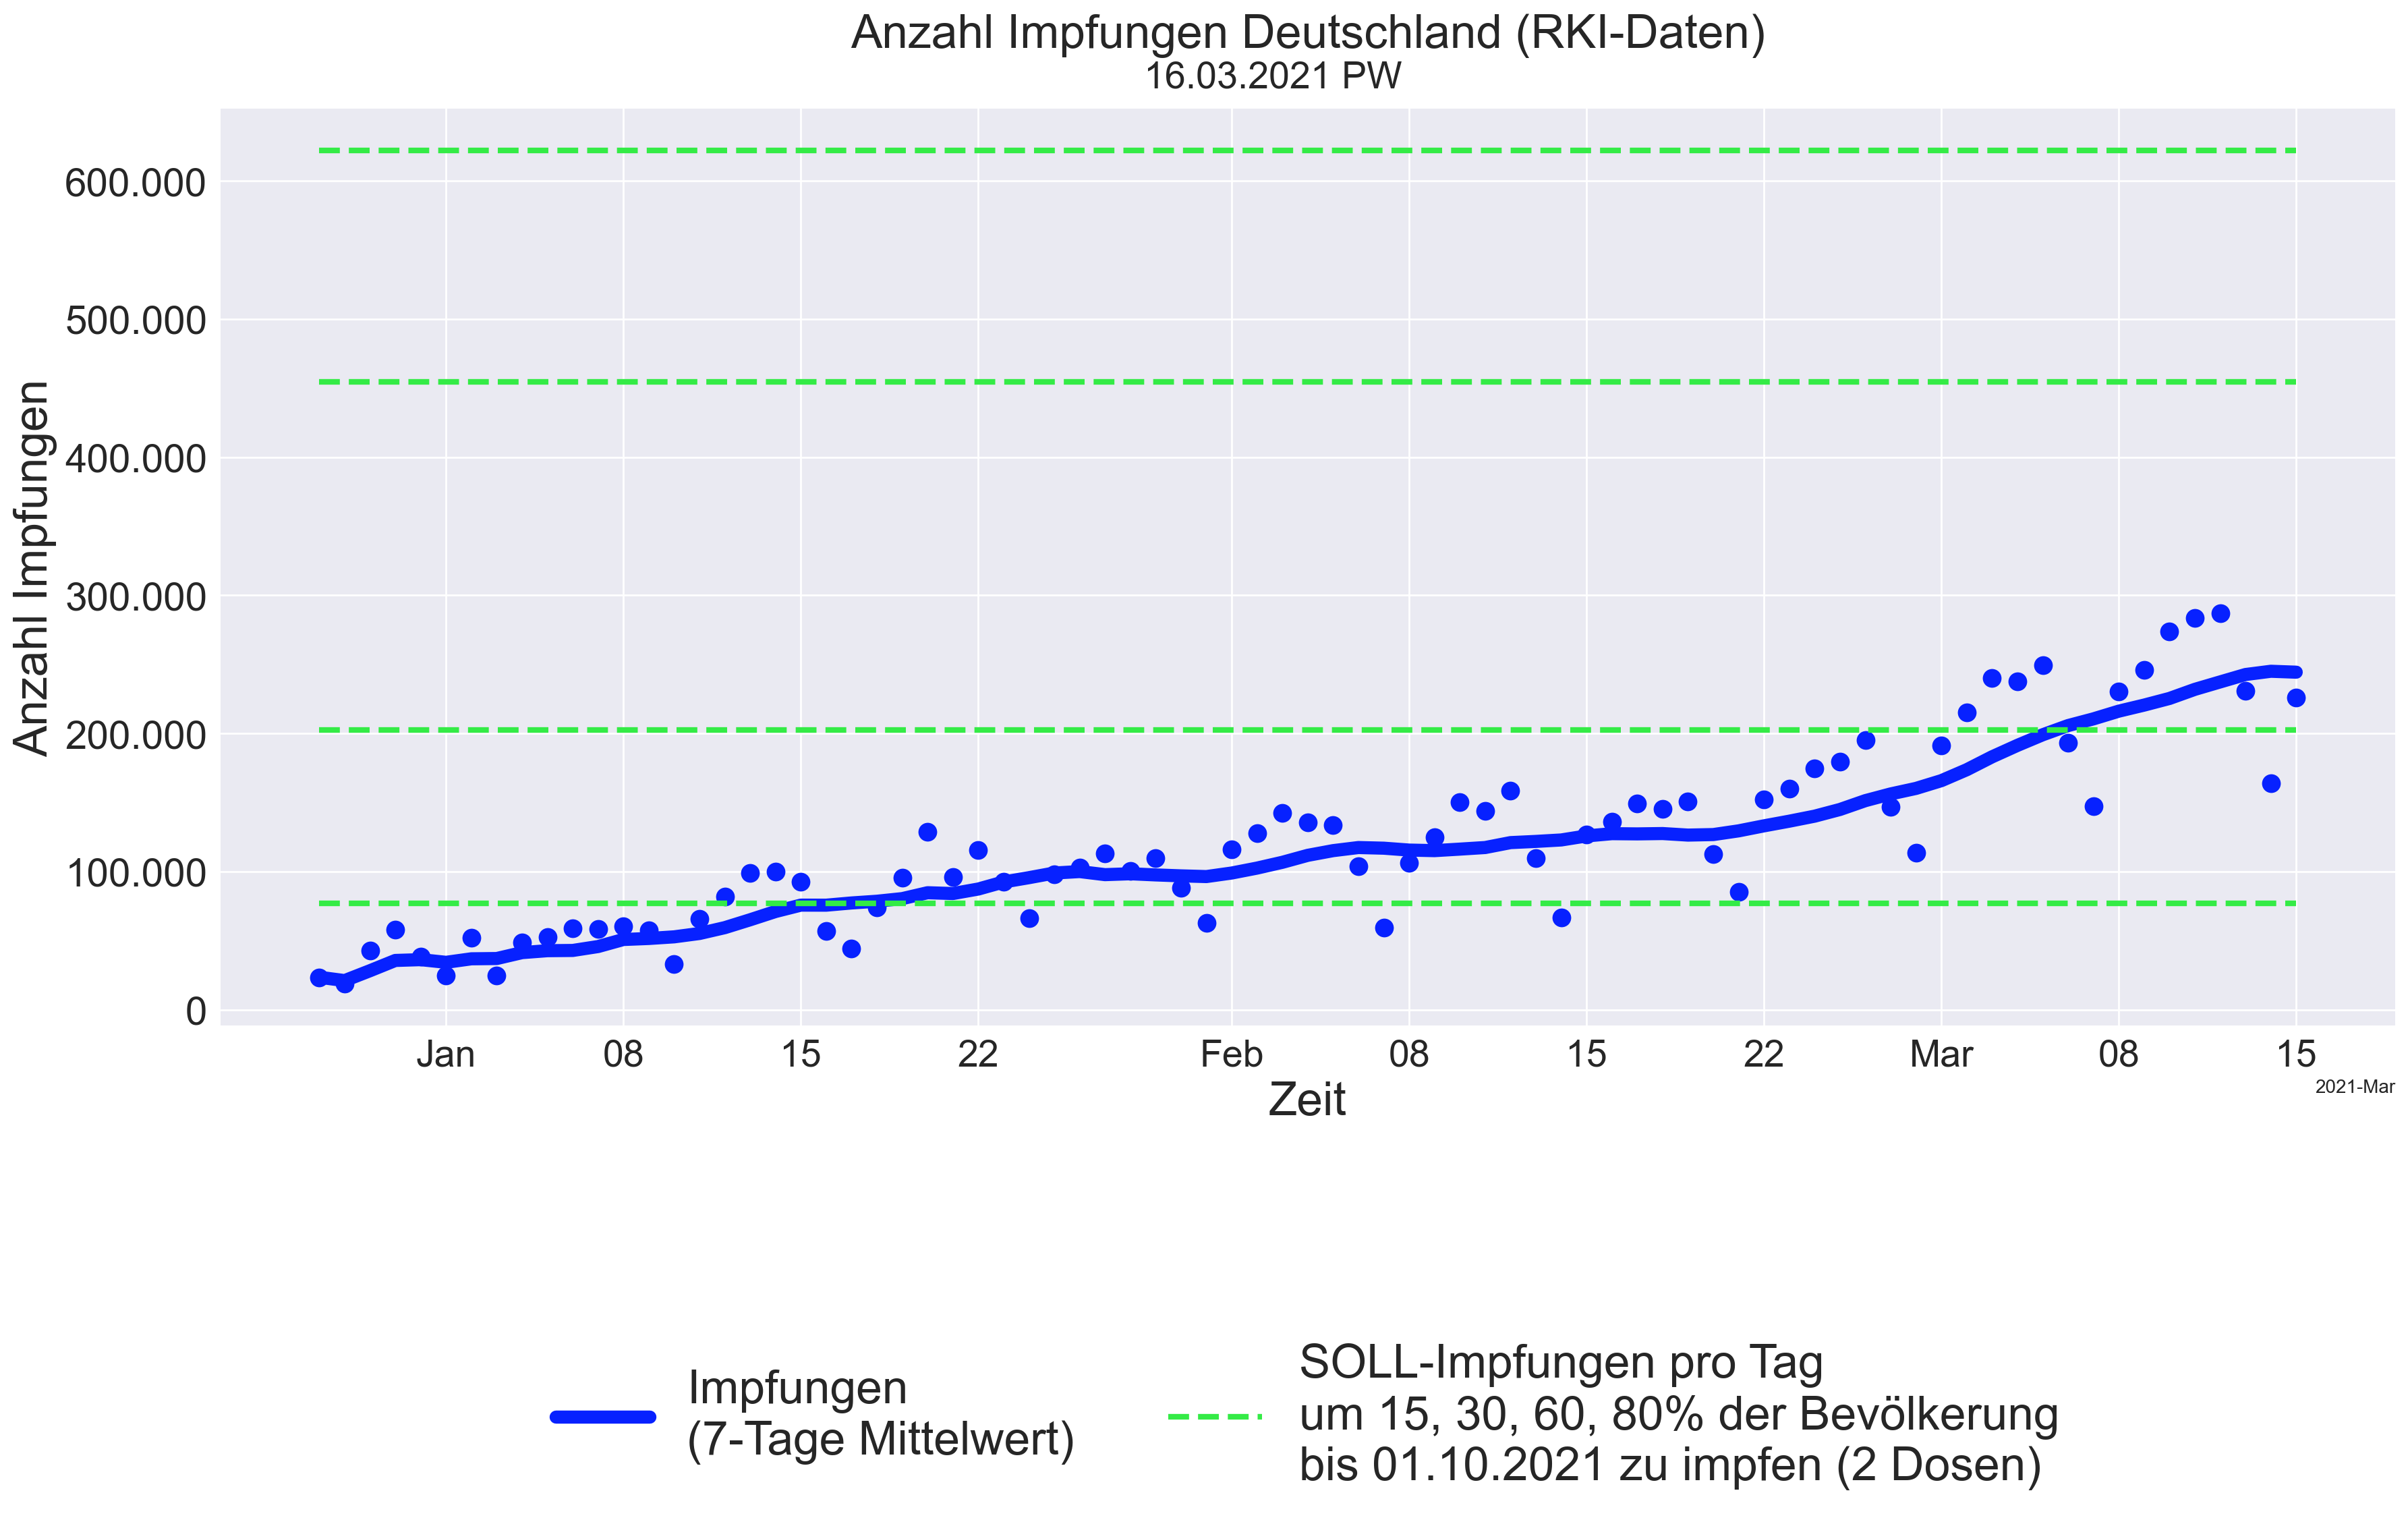 Anzahl Impfungen Deutschland (RKI-Daten)
16.03.2021 PW
Anzahl Impfungen
600.000
500.000
400.000
300.000
200.000
100.000
0
Jan 08 15 22 Feb 08 15 22 Mar 08 15
Zeit
2021-Mar
Impfungen
(7-Tage Mittelwert)
SOLL-Impfungen pro Tag
um 15, 30, 60, 80% der Bevölkerung
bis 01.10.2021 zu impfen (2 Dosen)